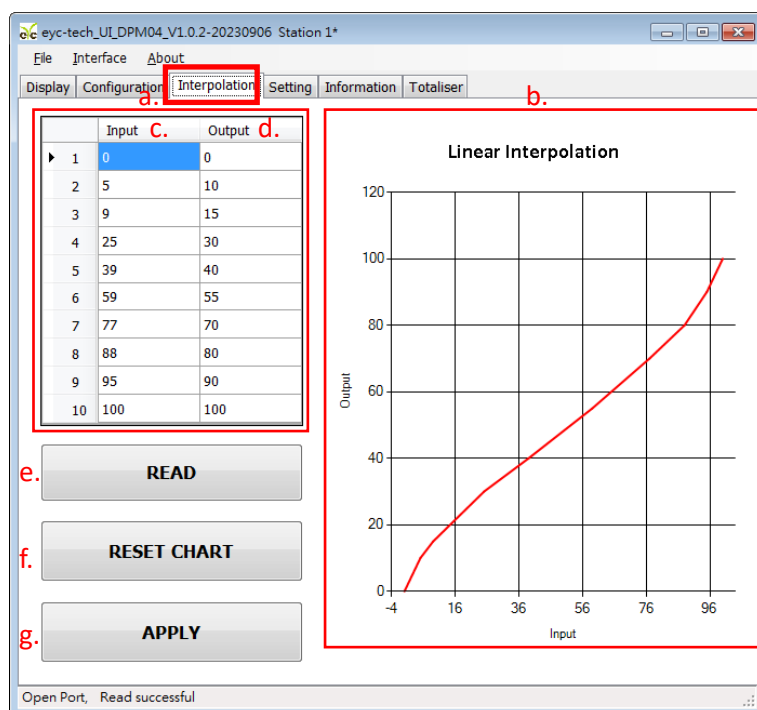 eyc-tech_UI_DPM04_V1.0.2-20230906 Station 1*
File Interface About
Display Configuration Interpolation Setting Information Totaliser
a. b.
Input c. Output d.
1 0 0
2 5 10
3 9 15
4 25 30
5 39 40
6 59 55
7 77 70
8 88 80
9 95 90
10 100 100
e. READ
f. RESET CHART
g. APPLY
Linear Interpolation
120
100
80
60
40
20
0
Output
-4 16 36 56 76 96
Input
Open Port, Read successful